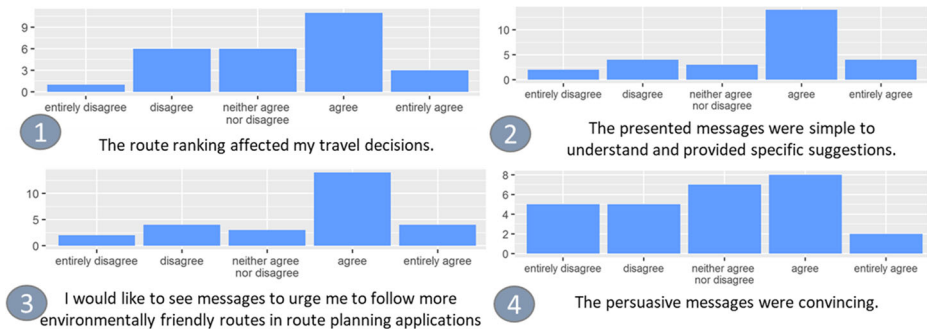 9
6
3
0
entirely disagree disagree neither agree agree entirely agree
nor disagree
1
The route ranking affected my travel decisions.
10
5
0
entirely disagree disagree neither agree agree entirely agree
nor disagree
2
The presented messages were simple to
understand and provided specific suggestions.
10
5
0
entirely disagree disagree neither agree agree entirely agree
nor disagree
3
I would like to see messages to urge me to follow more
environmentally friendly routes in route planning applications
8
6
4
2
0
entirely disagree disagree neither agree agree entirely agree
nor disagree
4
The persuasive messages were convincing.